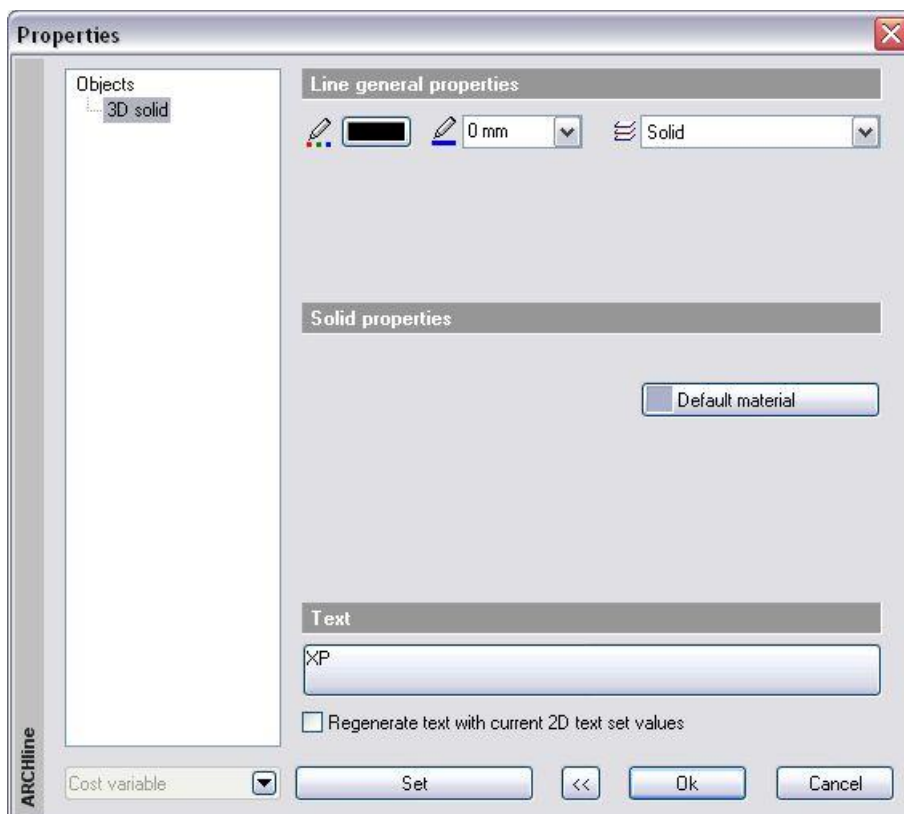 Properties
Objects
3D solid
Line general properties
0 mm
Solid
Solid properties
Default material
Text
XP
Regenerate text with current 2D text set values
ARCHline
Cost variable
Set
<<
Ok
Cancel